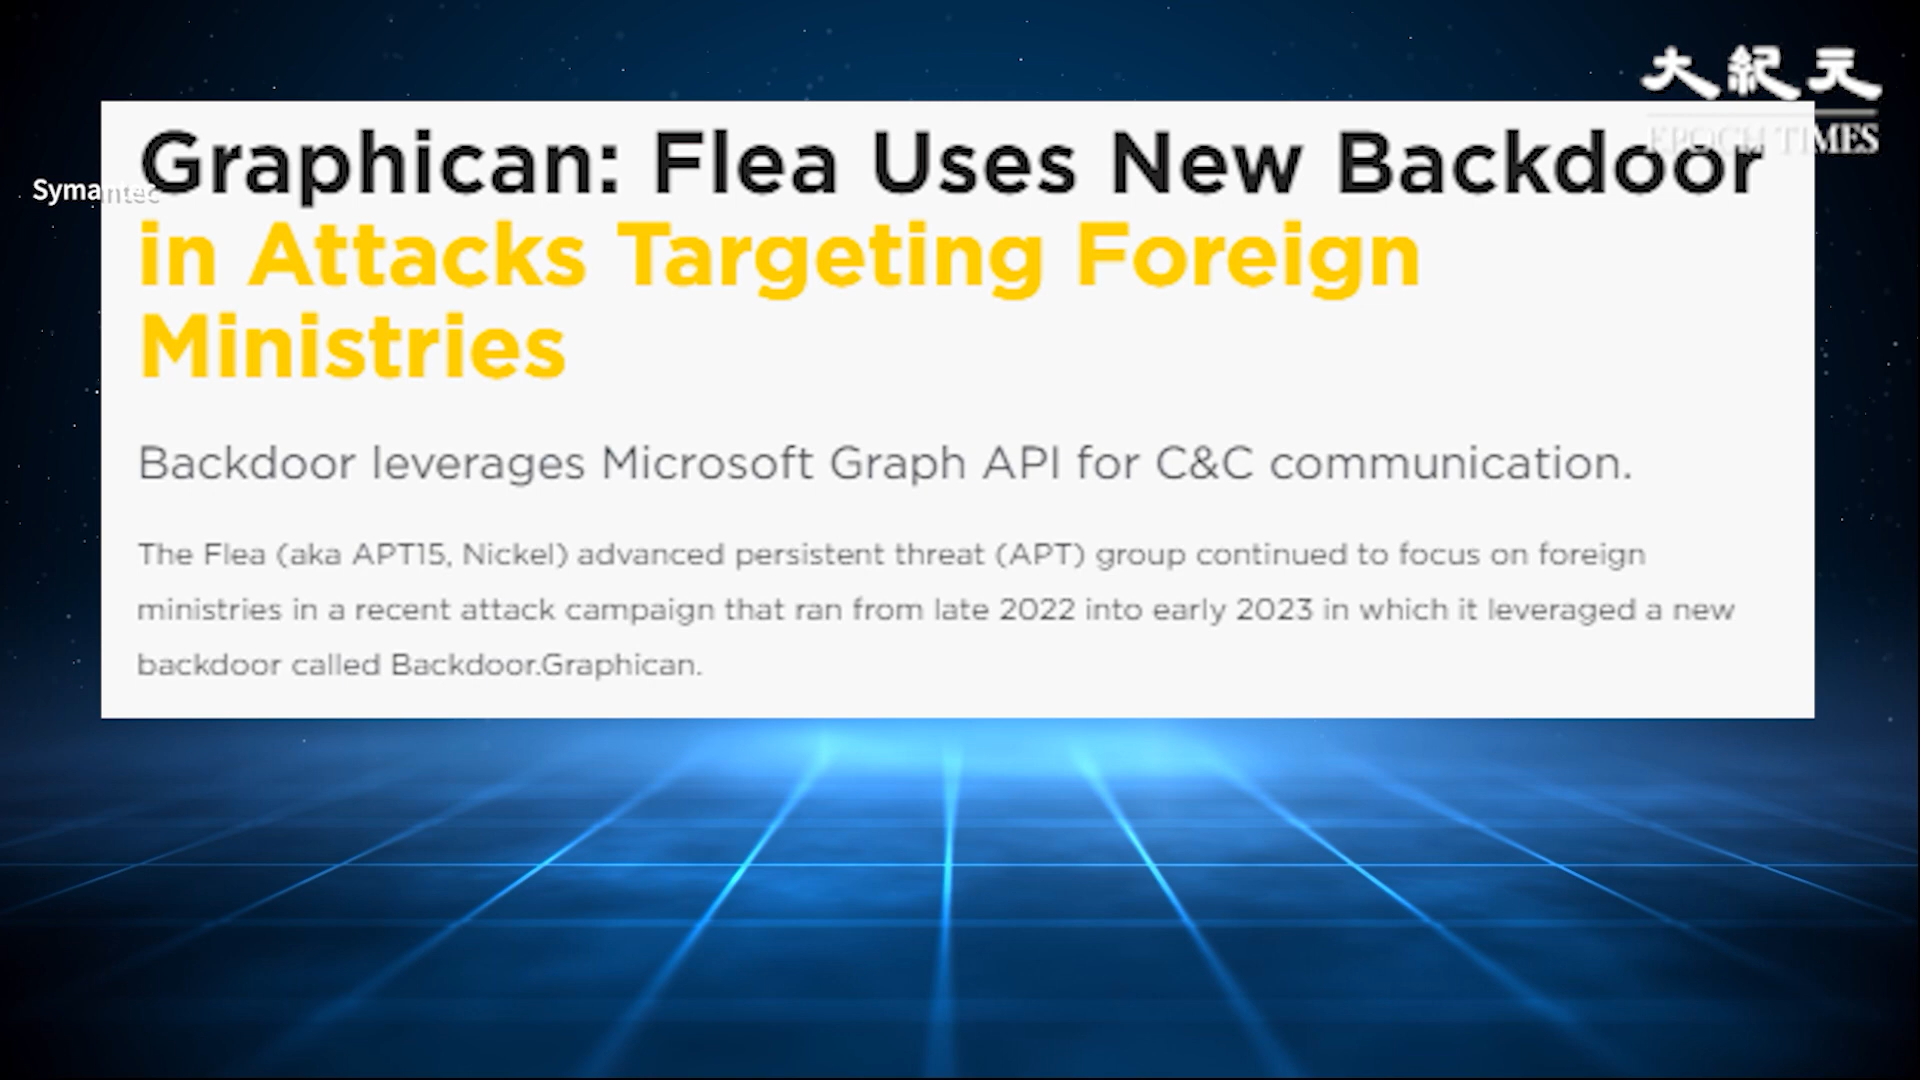 大紀元
EPOCH TIMES
Symantec
Graphican: Flea Uses New Backdoor
in Attacks Targeting Foreign
Ministries
Backdoor leverages Microsoft Graph API for C&C communication.
The Flea (aka APT15, Nickel) advanced persistent threat (APT) group continued to focus on foreign
ministries in a recent attack campaign that ran from late 2022 into early 2023 in which it leveraged a new
backdoor called Backdoor.Graphican.